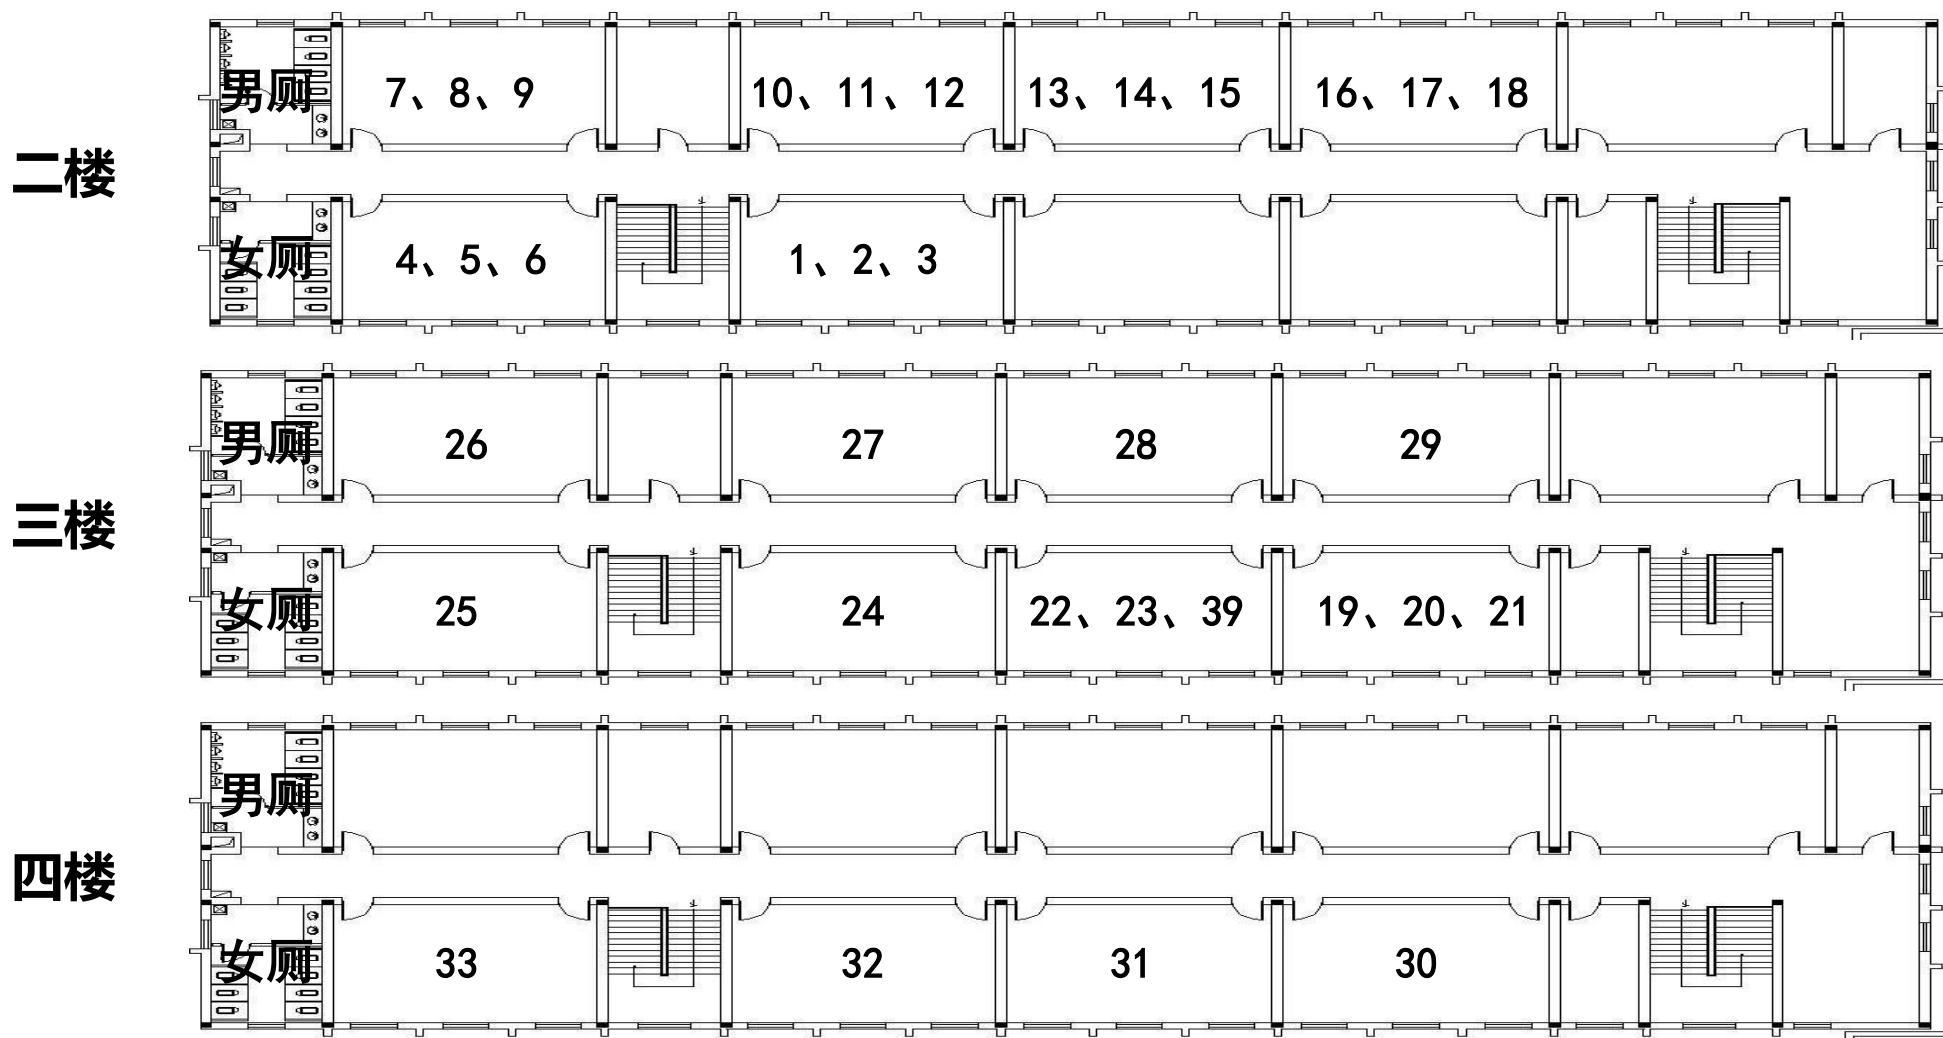 男厕 7、8、9 10、11、12 13、14、15 16、17、18
二楼
女厕 4、5、6 1、2、3
男厕 26 27 28 29
三楼
女厕 25 24 22、23、39 19、20、21
男厕
四楼
女厕 33 32 31 30